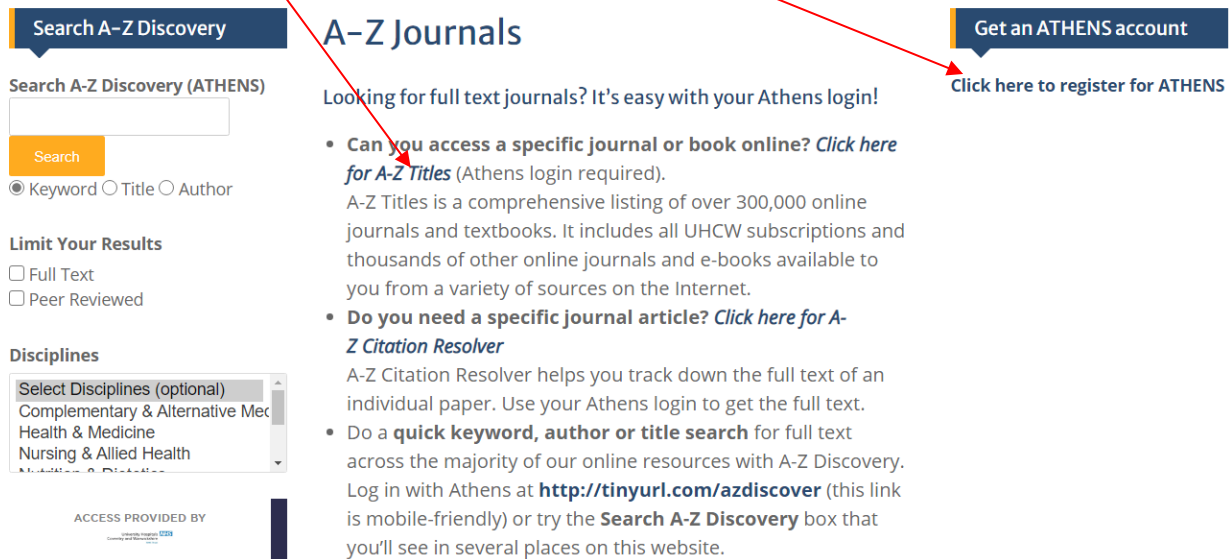 Search A-Z Discovery
Search A-Z Discovery (ATHENS)
Search
Keyword
Title
Author
Limit Your Results
Full Text
Peer Reviewed
Disciplines
Select Disciplines (optional)
Complementary & Alternative Med
Health & Medicine
Nursing & Allied Health
Nutrition & Dietetics
ACCESS PROVIDED BY
University Hospitals NHS
Coventry and Warwickshire
A-Z Journals
Looking for full text journals? It's easy with your Athens login!
• Can you access a specific journal or book online? Click here
for A-Z Titles (Athens login required).
A-Z Titles is a comprehensive listing of over 300,000 online
journals and textbooks. It includes all UHCW subscriptions and
thousands of other online journals and e-books available to
you from a variety of sources on the Internet.
• Do you need a specific journal article? Click here for A-
Z Citation Resolver
A-Z Citation Resolver helps you track down the full text of an
individual paper. Use your Athens login to get the full text.
• Do a quick keyword, author or title search for full text
across the majority of our online resources with A-Z Discovery.
Log in with Athens at http://tinyurl.com/azdiscover (this link
is mobile-friendly) or try the Search A-Z Discovery box that
you'll see in several places on this website.
Get an ATHENS account
Click here to register for ATHENS